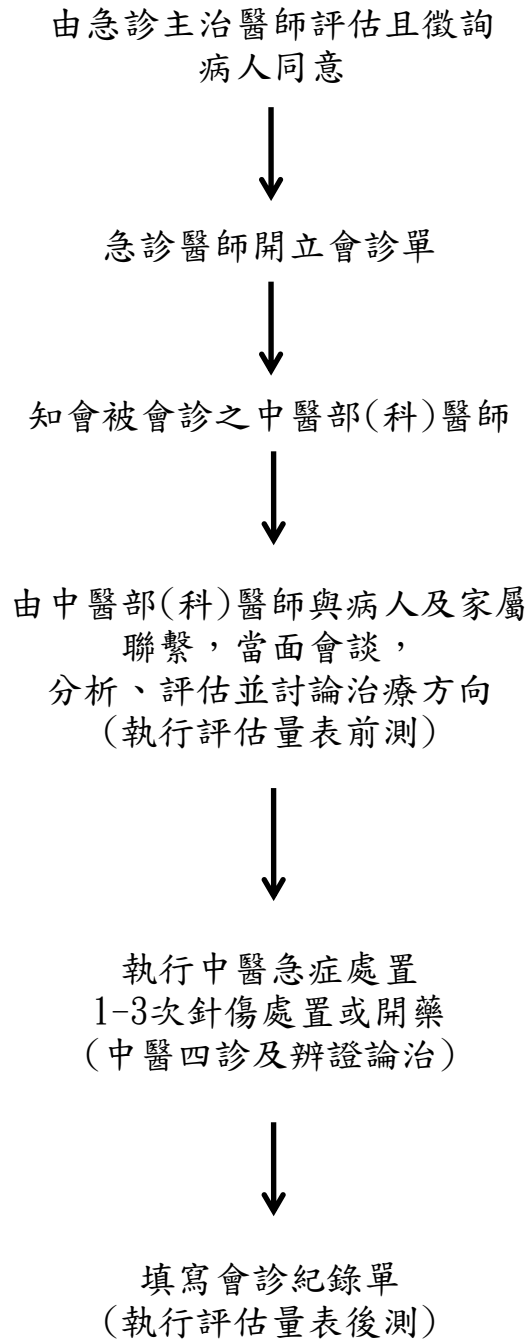 由急診主治醫師評估且徵詢
病人同意
急診醫師開立會診單
知會被會診之中醫部(科)醫師
由中醫部(科)醫師與病人及家屬
聯繫，當面會談，
分析、評估並討論治療方向
(執行評估量表前測)
執行中醫急症處置
1-3次針傷處置或開藥
(中醫四診及辨證論治)
填寫會診紀錄單
(執行評估量表後測)